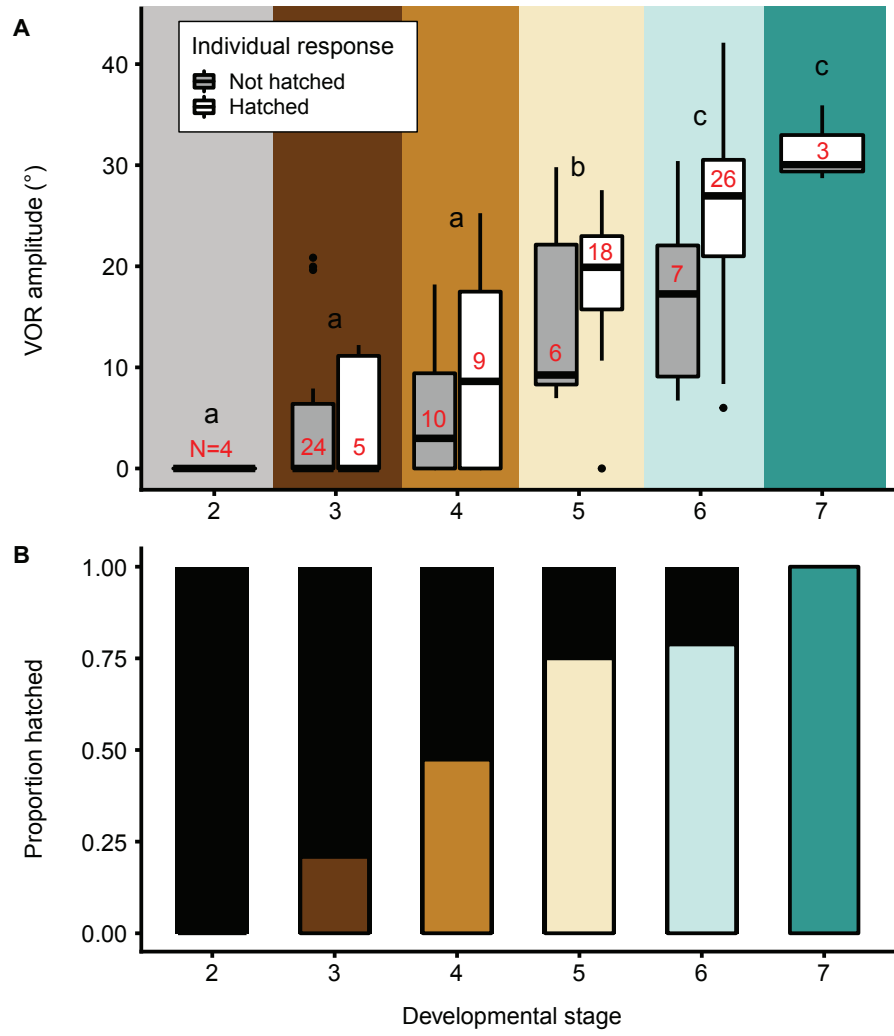 A
Individual response
Not hatched
Hatched
VOR amplitude (°)
40
30
20
10
0
a
N=4
a
24
5
a
10
9
b
6
18
c
7
26
c
3
2
3
4
5
6
7
B
Proportion hatched
1.00
0.75
0.50
0.25
0.00
2
3
4
5
6
7
Developmental stage